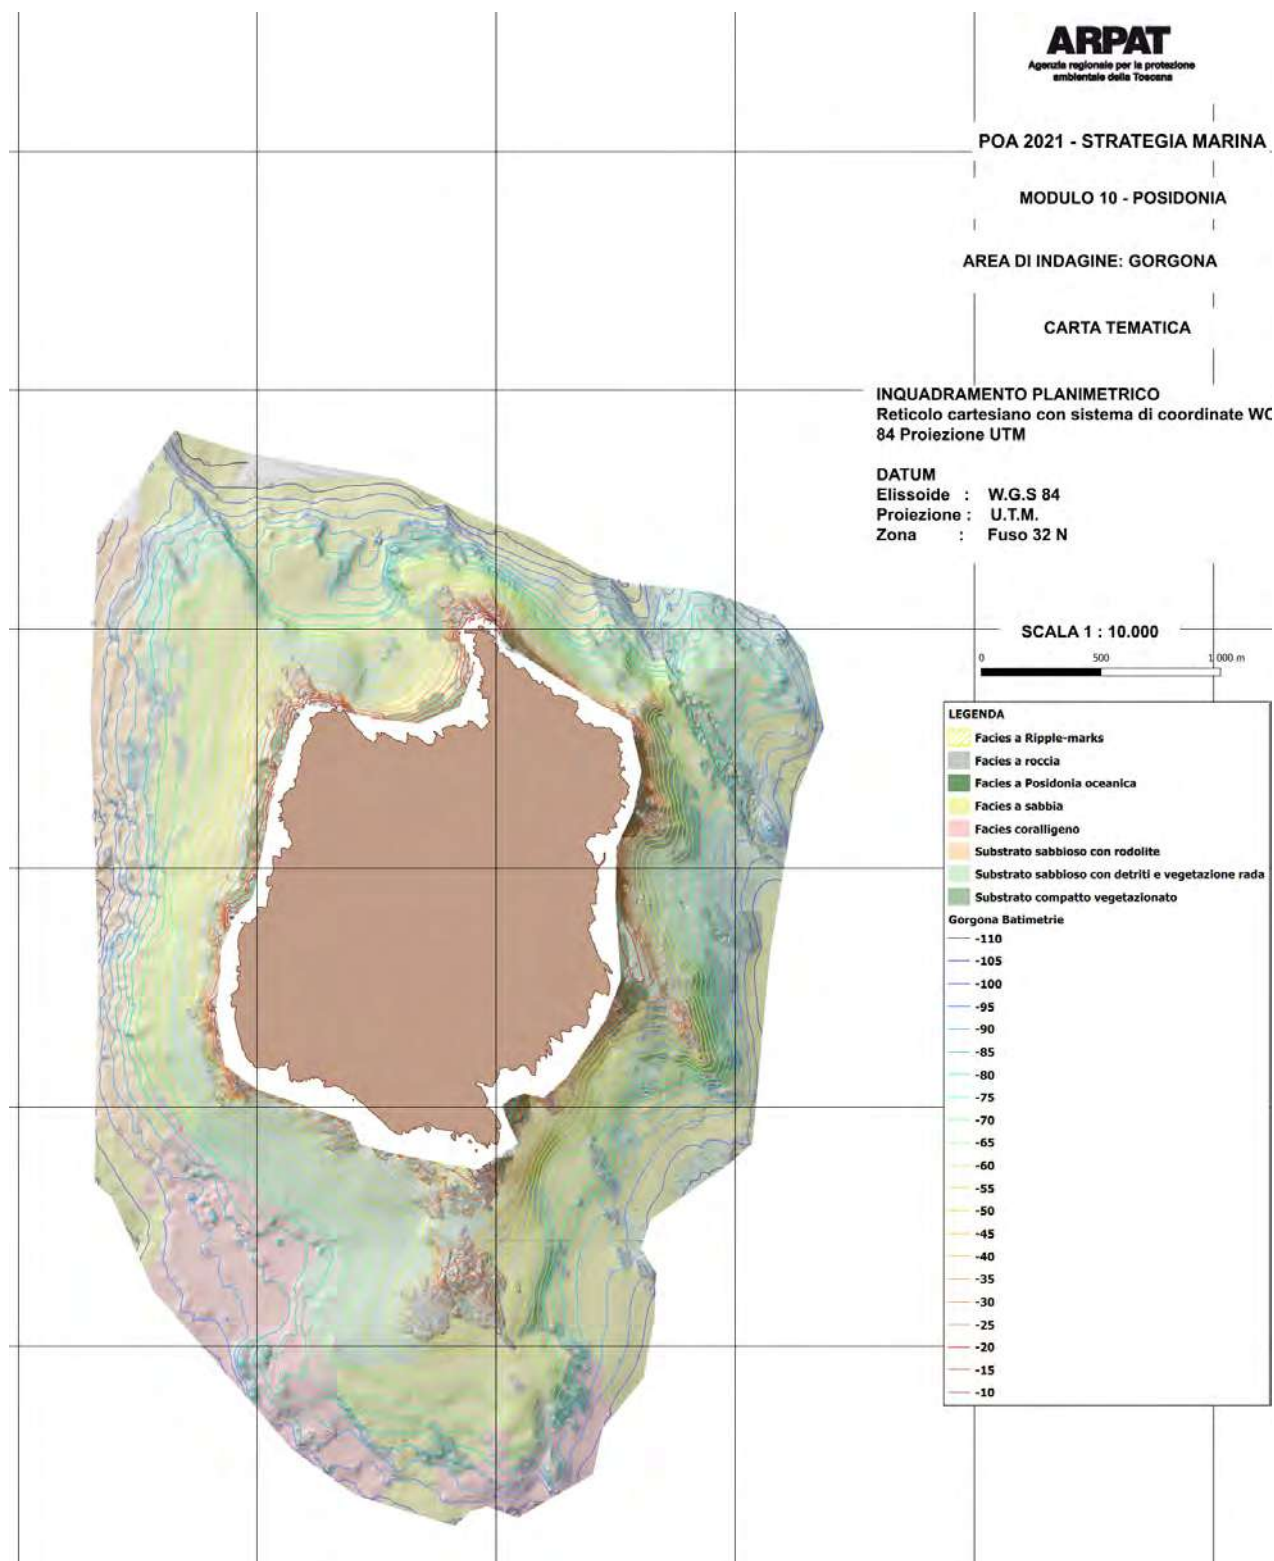 ARPAT
Agenzia regionale per la protezione
ambientale della Toscana
POA 2021 - STRATEGIA MARINA
MODULO 10 - POSIDONIA
AREA DI INDAGINE: GORGONA
CARTA TEMATICA
INQUADRAMENTO PLANIMETRICO
Reticolo cartesiano con sistema di coordinate
84 Proiezione UTM
DATUM
Elissoide : W.G.S 84
Proiezione : U.T.M.
Zona : Fuso 32 N
SCALA 1 : 10.000
0 500 1 000 m
LEGENDA
Facies a Ripple-marks
Facies a roccia
Facies a Posidonia oceanica
Facies a sabbia
Facies coralligeno
Substrato sabbioso con rodolite
Substrato sabbioso con detriti e vegetazione rada
Substrato compatto vegetazionato
Gorgona Batimetrie
-110
-105
-100
-95
-90
-85
-80
-75
-70
-65
-60
-55
-50
-45
-40
-35
-30
-25
-20
-15
-10